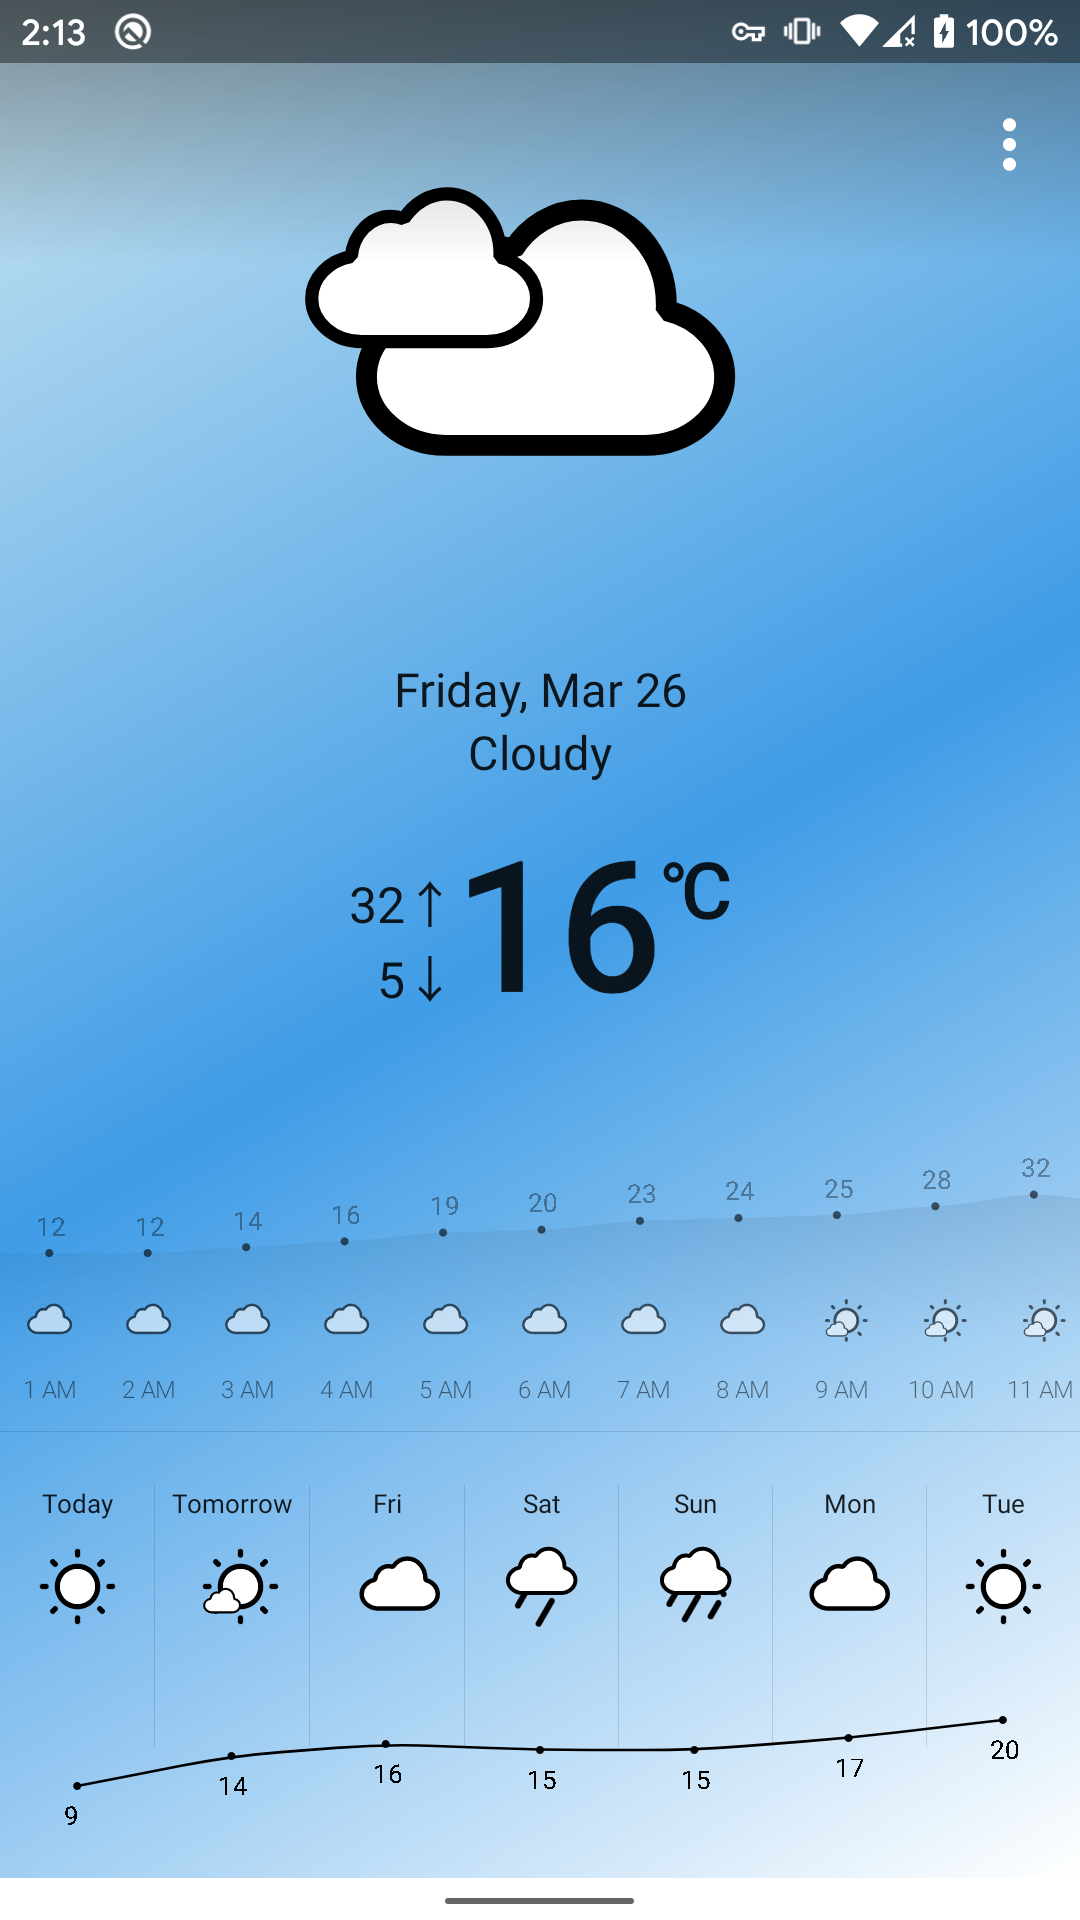 2:13 100%
Friday, Mar 26
Cloudy
32↑ 16°C
5↓
12 12 14 16 19 20 23 24 25 28 32
1 AM 2 AM 3 AM 4 AM 5 AM 6 AM 7 AM 8 AM 9 AM 10 AM 11 AM
Today Tomorrow Fri Sat Sun Mon Tue
9 14 16 15 15 17 20